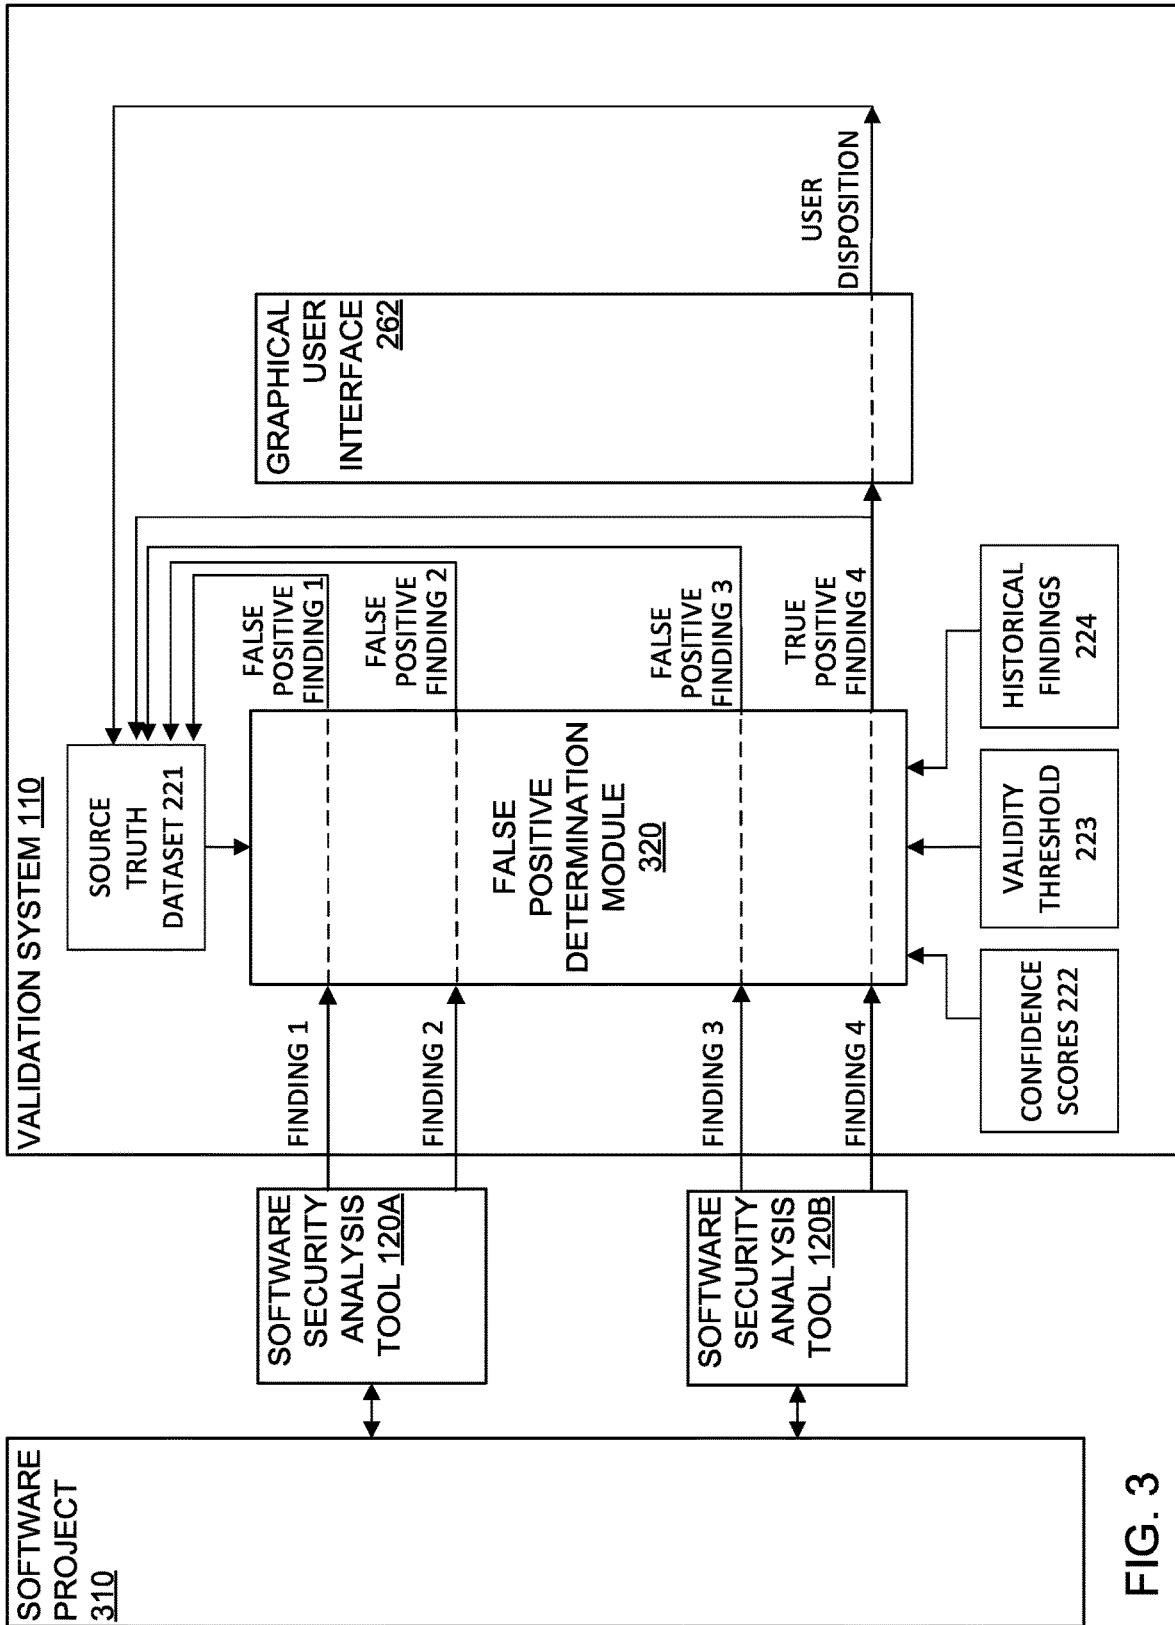 SOFTWARE
PROJECT
310
SOFTWARE
SECURITY
ANALYSIS
TOOL 120A
SOFTWARE
SECURITY
ANALYSIS
TOOL 120B
VALIDATION SYSTEM 110
FINDING 1
FINDING 2
FINDING 3
FINDING 4
SOURCE
TRUTH
DATASET 221
FALSE
POSITIVE
DETERMINATION
MODULE
320
CONFIDENCE
SCORES 222
VALIDITY
THRESHOLD
223
HISTORICAL
FINDINGS
224
FALSE
POSITIVE
FINDING 1
FALSE
POSITIVE
FINDING 2
FALSE
POSITIVE
FINDING 3
TRUE
POSITIVE
FINDING 4
GRAPHICAL
USER
INTERFACE
262
USER
DISPOSITION
FIG. 3